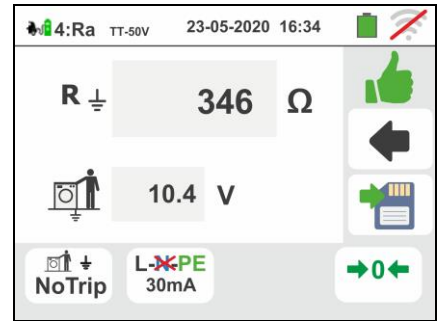 4:Ra TT-50V 23-05-2020 16:34
R 346 Ω
10.4 V
NoTrip
L-N-PE
30mA
→0←